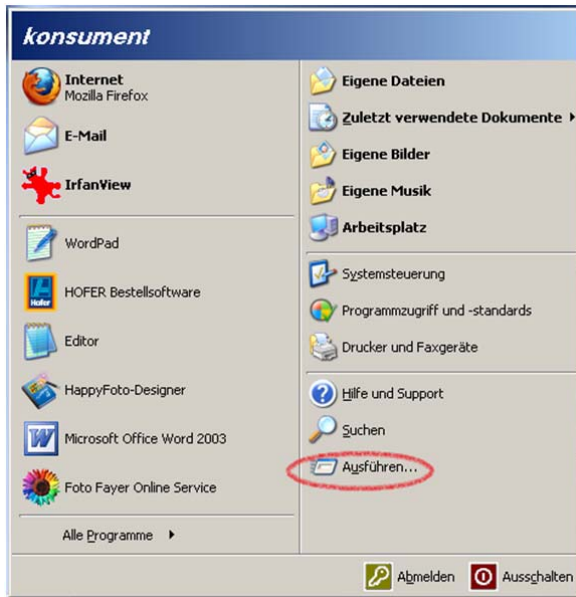 konsument
Internet
Mozilla Firefox
E-Mail
IrfanView
WordPad
HOFER Bestellsoftware
Hofer
Editor
HappyFoto-Designer
Microsoft Office Word 2003
Foto Fayer Online Service
Alle Programme
Eigene Dateien
Zuletzt verwendete Dokumente
Eigene Bilder
Eigene Musik
Arbeitsplatz
Systemsteuerung
Programmzugriff und -standards
Drucker und Faxgeräte
Hilfe und Support
Suchen
Ausführen...
Abmelden
Ausschalten